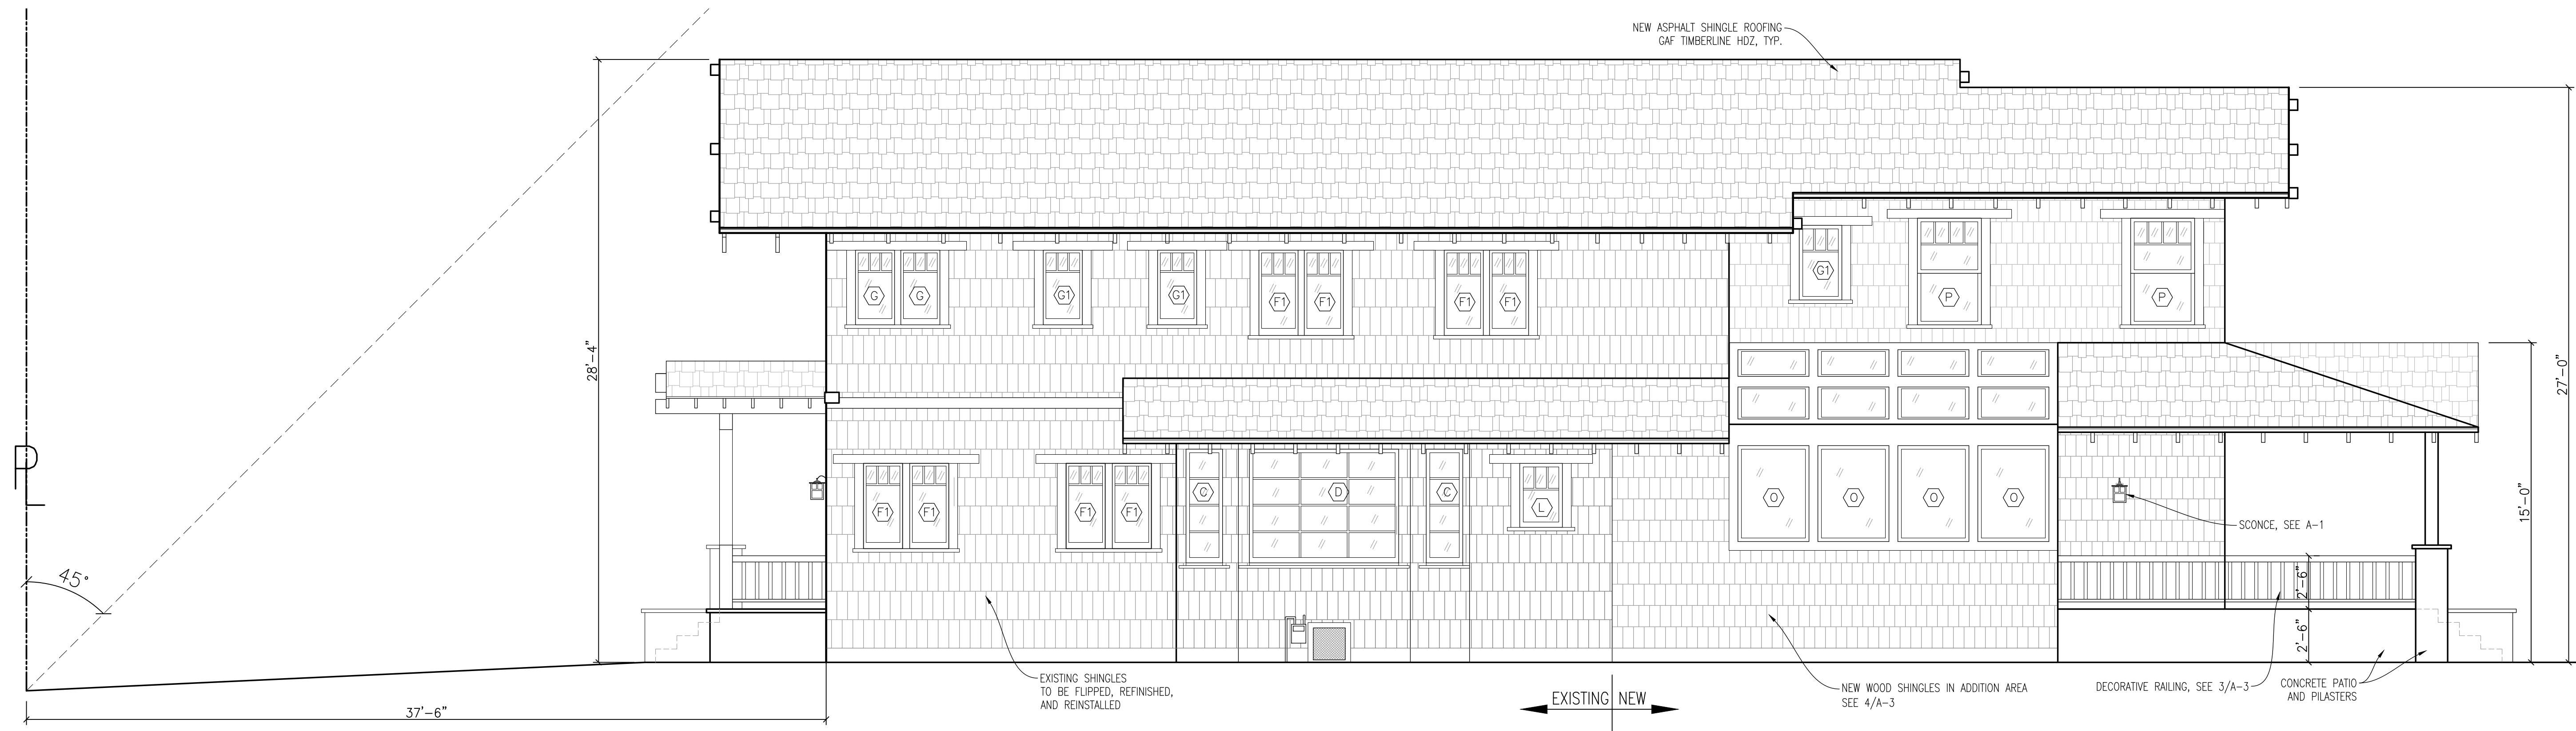 NEW ASPHALT SHINGLE ROOFING
GAF TIMBERLINE HDZ, TYP.
28'-4"
27'-0"
G1
P
P
G
G
G1
G1
F1
F1
F1
F1
15'-0"
PL
C
D
C
L
O
O
O
O
F1
F1
F1
F1
SCONCE, SEE A-1
45°
2'-6"
2'-6"
EXISTING SHINGLES
TO BE FLIPPED, REFINISHED,
AND REINSTALLED
EXISTING NEW
NEW WOOD SHINGLES IN ADDITION AREA
SEE 4/A-3
DECORATIVE RAILING, SEE 3/A-3
CONCRETE PATIO
AND PILASTERS
37'-6"